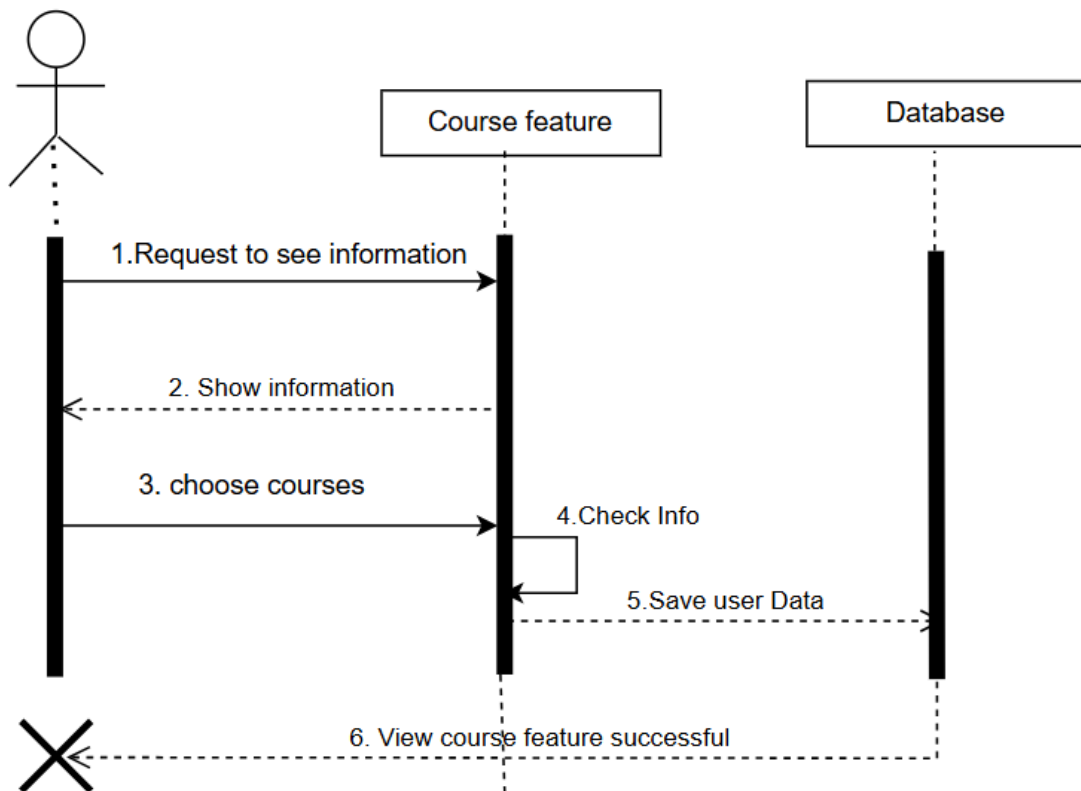 Course feature
Database
1.Request to see information
2. Show information
3. choose courses
4.Check Info
5.Save user Data
6. View course feature successful